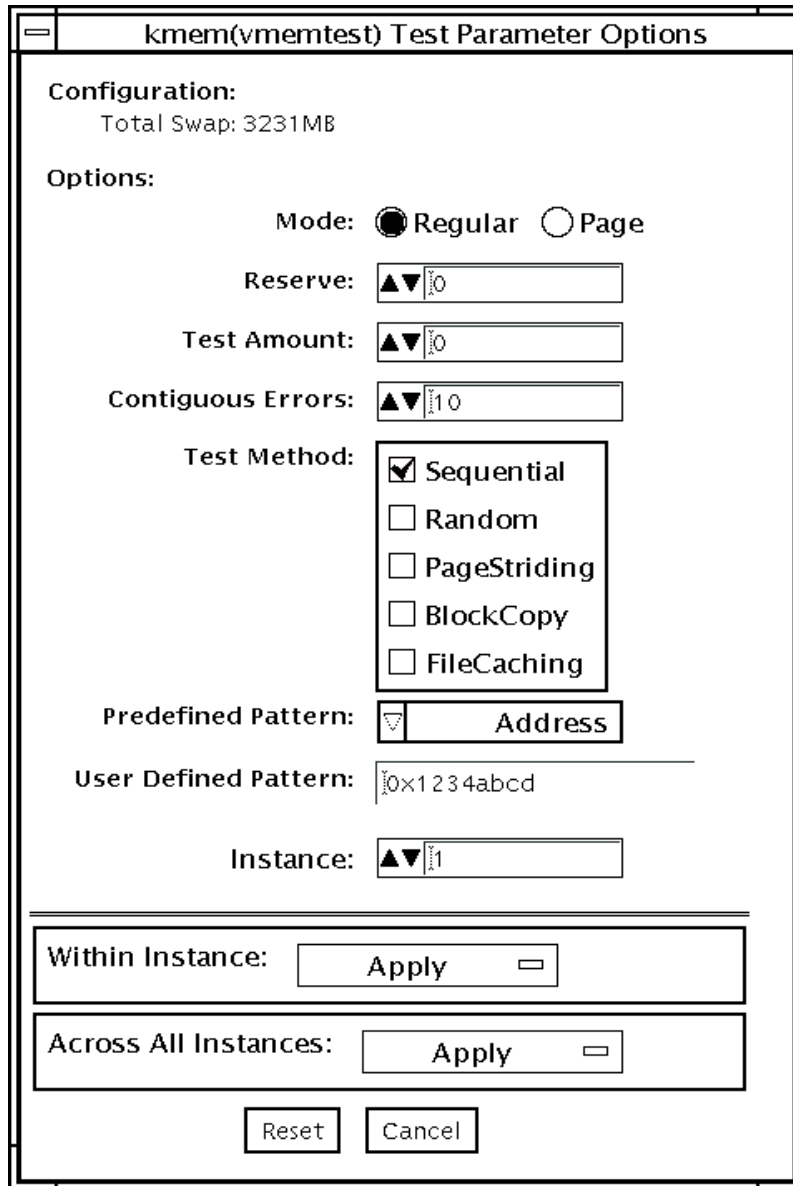 kmem(vmemtest) Test Parameter Options
Configuration:
Total Swap: 3231MB
Options:
Mode: Regular Page
Reserve: 0
Test Amount: 0
Contiguous Errors: 10
Test Method: Sequential
Random
PageStriding
BlockCopy
FileCaching
Predefined Pattern: Address
User Defined Pattern: 0x1234abcd
Instance: 1
Within Instance: Apply
Across All Instances: Apply
Reset Cancel